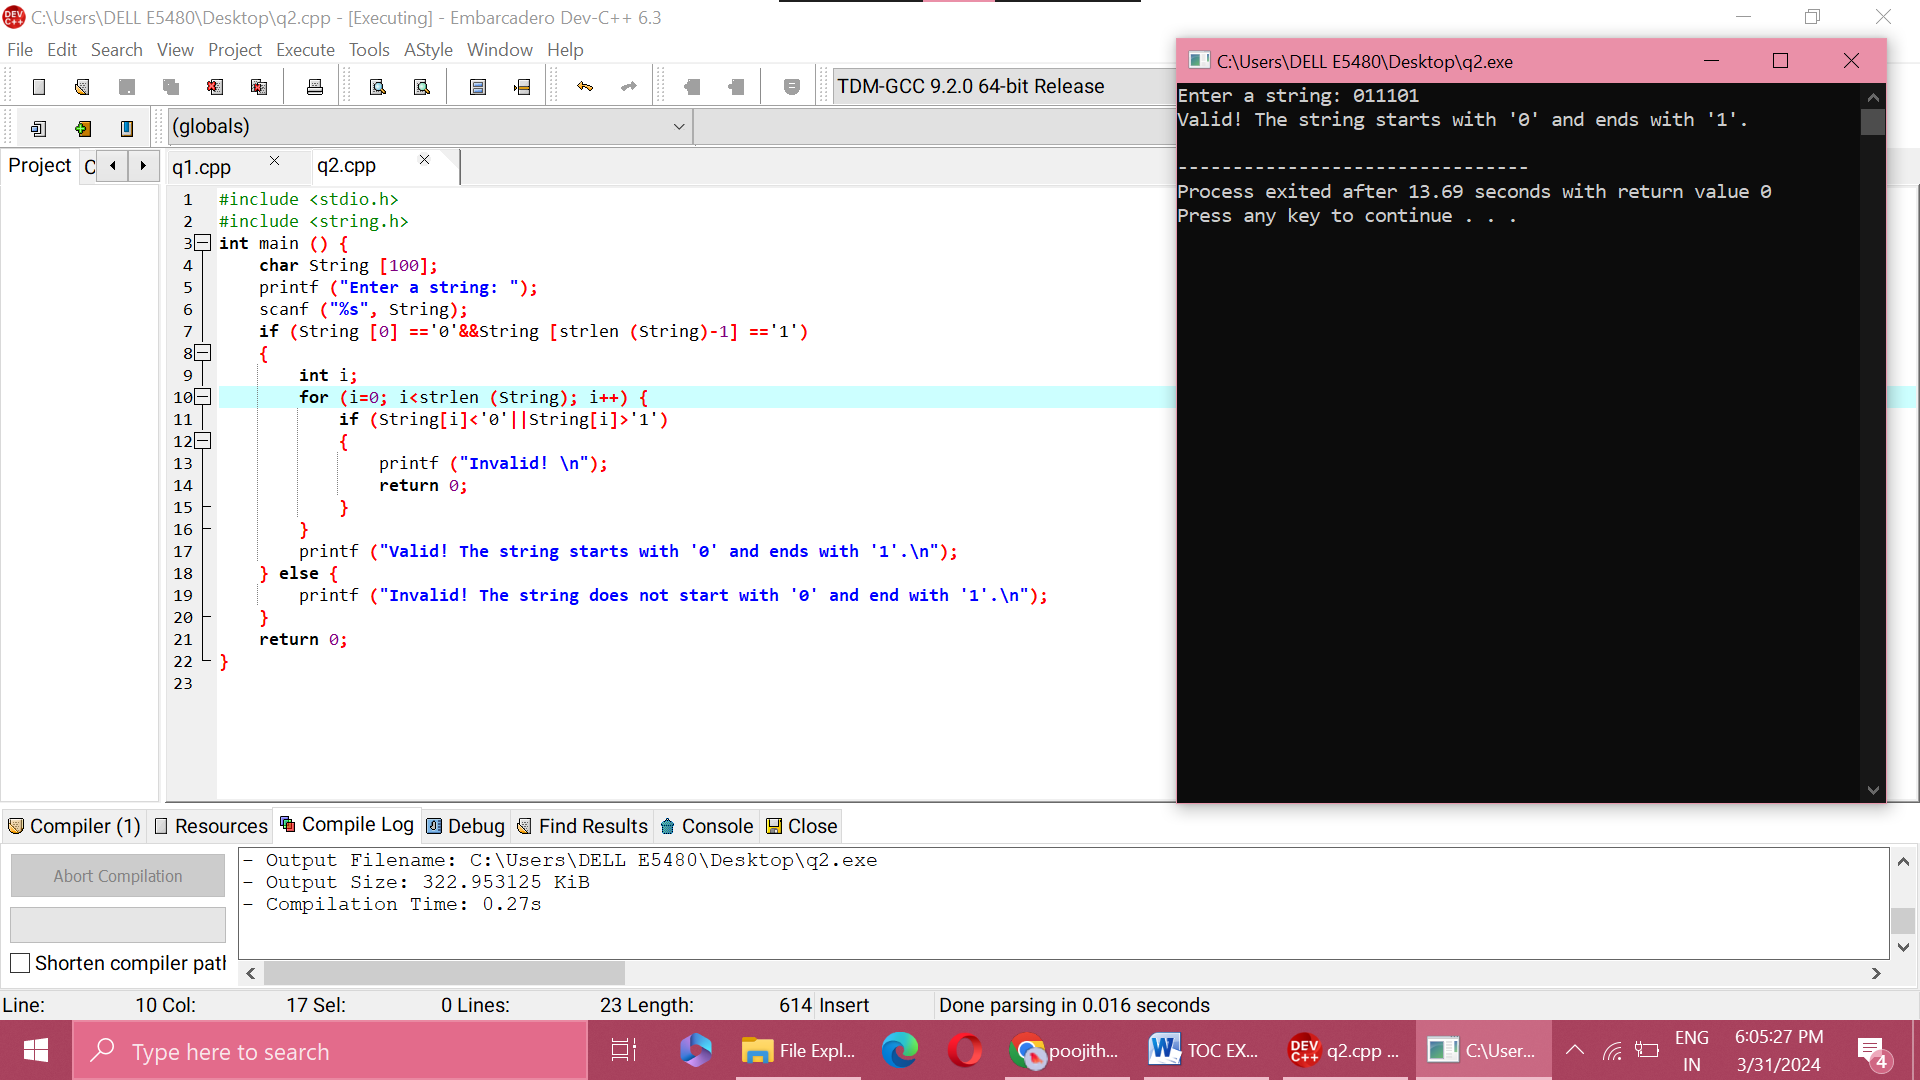 C:\Users\DELL E5480\Desktop\q2.cpp - [Executing] - Embarcadero Dev-C++ 6.3
File Edit Search View Project Execute Tools AStyle Window Help
TDM-GCC 9.2.0 64-bit Release
(globals)
Project
q1.cpp
q2.cpp
1 #include <stdio.h>
2 #include <string.h>
3 int main () {
4 char String [100];
5 printf ("Enter a string: ");
6 scanf ("%s", String);
7 if (String [0] =='0'&&String [strlen (String)-1] =='1')
8 {
9 int i;
10 for (i=0; i<strlen (String); i++) {
11 if (String[i]<'0'||String[i]>'1')
12 {
13 printf ("Invalid! \n");
14 return 0;
15 }
16 }
17 printf ("Valid! The string starts with '0' and ends with '1'.\n");
18 } else {
19 printf ("Invalid! The string does not start with '0' and end with '1'.\n");
20 }
21 return 0;
22 }
23
C:\Users\DELL E5480\Desktop\q2.exe
Enter a string: 011101
Valid! The string starts with '0' and ends with '1'.
--------------------------------
Process exited after 13.69 seconds with return value 0
Press any key to continue . . .
Compiler (1) Resources Compile Log Debug Find Results Console Close
Abort Compilation
Shorten compiler path
- Output Filename: C:\Users\DELL E5480\Desktop\q2.exe
- Output Size: 322.953125 KiB
- Compilation Time: 0.27s
Line: 10 Col: 17 Sel: 0 Lines: 23 Length: 614 Insert Done parsing in 0.016 seconds
Type here to search
File Expl...
poojith...
TOC EX...
q2.cpp ...
C:\User...
ENG
IN
6:05:27 PM
3/31/2024
4